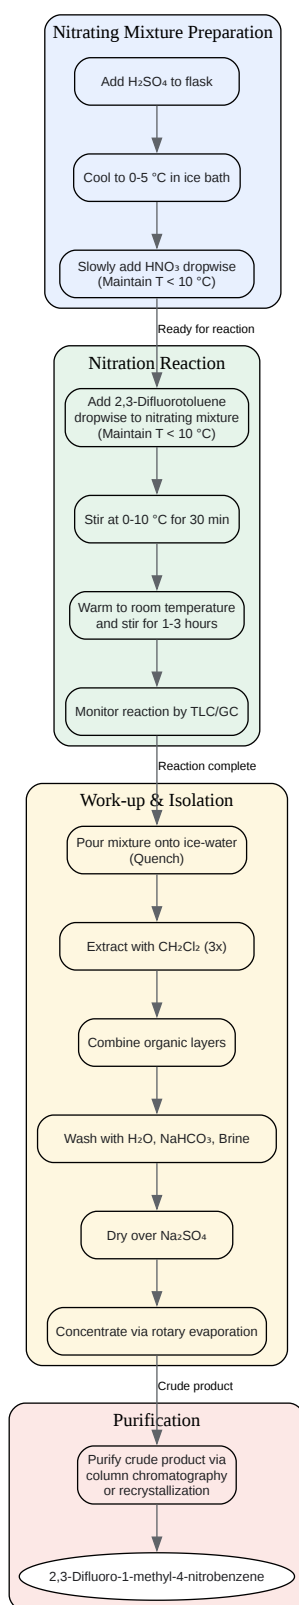 Nitrating Mixture Preparation
Add H₂SO₄ to flask
Cool to 0-5 °C in ice bath
Slowly add HNO₃ dropwise
(Maintain T < 10 °C)
Ready for reaction
Nitration Reaction
Add 2,3-Difluorotoluene
dropwise to nitrating mixture
(Maintain T < 10 °C)
Stir at 0-10 °C for 30 min
Warm to room temperature
and stir for 1-3 hours
Monitor reaction by TLC/GC
Reaction complete
Work-up & Isolation
Pour mixture onto ice-water
(Quench)
Extract with CH₂Cl₂ (3x)
Combine organic layers
Wash with H₂O, NaHCO₃, Brine
Dry over Na₂SO₄
Concentrate via rotary evaporation
Crude product
Purification
Purify crude product via
column chromatography
or recrystallization
2,3-Difluoro-1-methyl-4-nitrobenzene